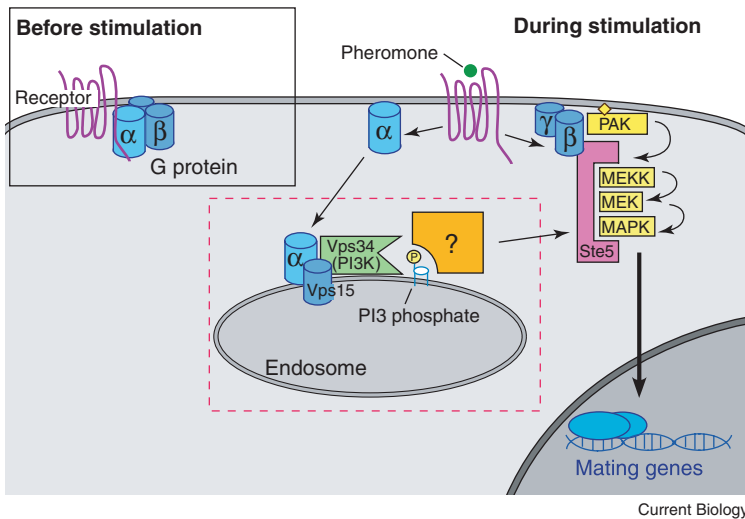 Before stimulation
During stimulation
Pheromone
Receptor
α
β
G protein
α
γ
β
PAK
MEKK
MEK
MAPK
Ste5
α
Vps34
(PI3K)
Vps15
P
?
PI3 phosphate
Endosome
Mating genes
Current Biology